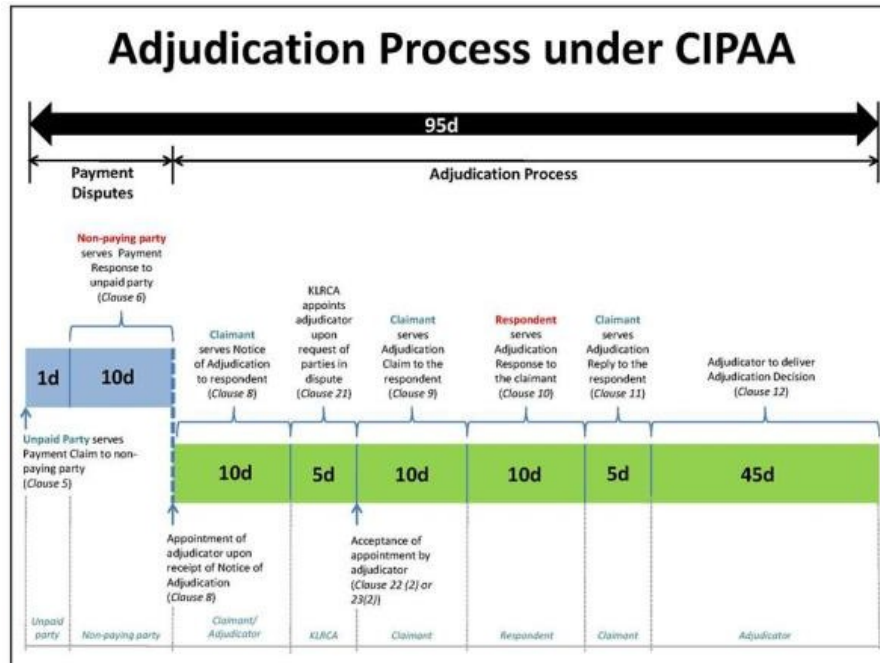 Adjudication Process under CIPAA
95d
Payment
Disputes
Adjudication Process
Non-paying party
serves Payment
Response to
unpaid party
(Clause 6)
Claimant
serves Notice
of Adjudication
to respondent
(Clause 8)
KLRCA
appoints
adjudicator
upon
request of
parties in
dispute
(Clause 21)
Claimant
serves
Adjudication
Claim to the
respondent
(Clause 9)
Respondent
serves
Adjudication
Response to
the claimant
(Clause 10)
Claimant
serves
Adjudication
Reply to the
respondent
(Clause 11)
Adjudicator to deliver
Adjudication Decision
(Clause 12)
1d
10d
Unpaid Party serves
Payment Claim to non-
paying party
(Clause 5)
10d
5d
10d
10d
5d
45d
Appointment of
adjudicator upon
receipt of Notice of
Adjudication
(Clause 8)
Acceptance of
appointment by
adjudicator
(Clause 22 (2) or
23(2))
Unpaid
party
Non-paying party
Claimant/
Adjudicator
KLRCA
Claimant
Respondent
Claimant
Adjudicator